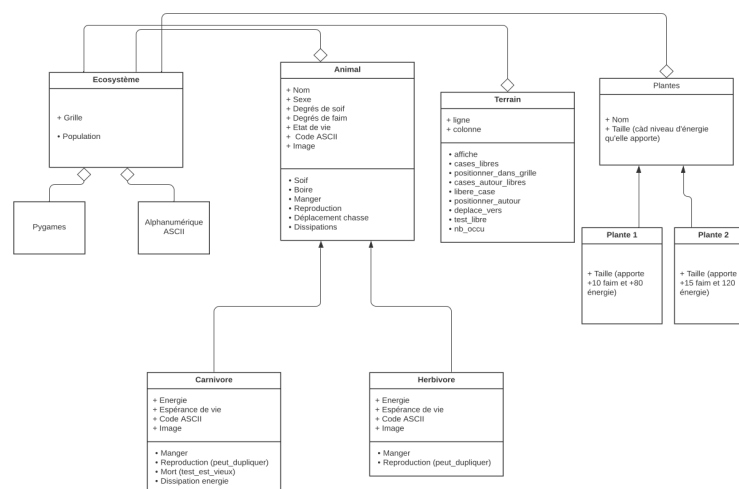 Ecosystème
+ Grille
• Population
Pygames
Alphanumérique
ASCII
Animal
+ Nom
+ Sexe
+ Degrés de soif
+ Degrés de faim
+ Etat de vie
+ Code ASCII
+ Image
• Soif
• Boire
• Manger
• Reproduction
• Déplacement chasse
• Dissipations
Terrain
+ ligne
+ colonne
• affiche
• cases_libres
• positionner_dans_grille
• cases_autour_libres
• libere_case
• positionner_autour
• deplace_vers
• test_libre
• nb_occu
Plantes
+ Nom
+ Taille (càd niveau d'énergie
qu'elle apporte)
Plante 1
+ Taille (apporte
+10 faim et +80
énergie)
Plante 2
+ Taille (apporte
+15 faim et 120
énergie)
Carnivore
+ Energie
+ Espérance de vie
+ Code ASCII
+ Image
• Manger
• Reproduction (peut_dupliquer)
• Mort (test_est_vieux)
• Dissipation energie
Herbivore
+ Energie
+ Espérance de vie
+ Code ASCII
+ Image
• Manger
• Reproduction (peut_dupliquer)